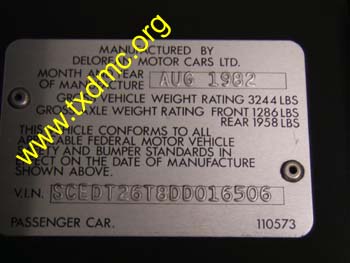 MANUFACTURED BY
DELOREAN MOTOR CARS LTD.
MONTH AND YEAR
OF MANUFACTURE AUG 1982
GROSS VEHICLE WEIGHT RATING 3244 LBS
GROSS AXLE WEIGHT RATING FRONT 1286 LBS
REAR 1958 LBS
THIS VEHICLE CONFORMS TO ALL
APPLICABLE FEDERAL MOTOR VEHICLE
SAFETY AND BUMPER STANDARDS IN
EFFECT ON THE DATE OF MANUFACTURE
SHOWN ABOVE.
V.I.N. SCEDT26T8DD016506
PASSENGER CAR. 110573
www.txdmc.org